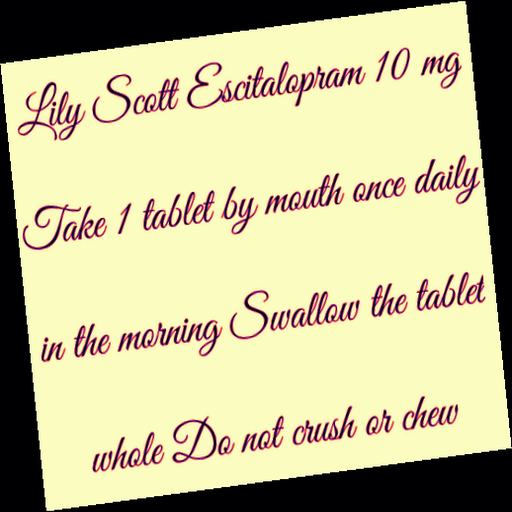 Lily Scott Escitalopram 10 mg
Take 1 tablet by mouth once daily
in the morning Swallow the tablet
whole Do not crush or chew